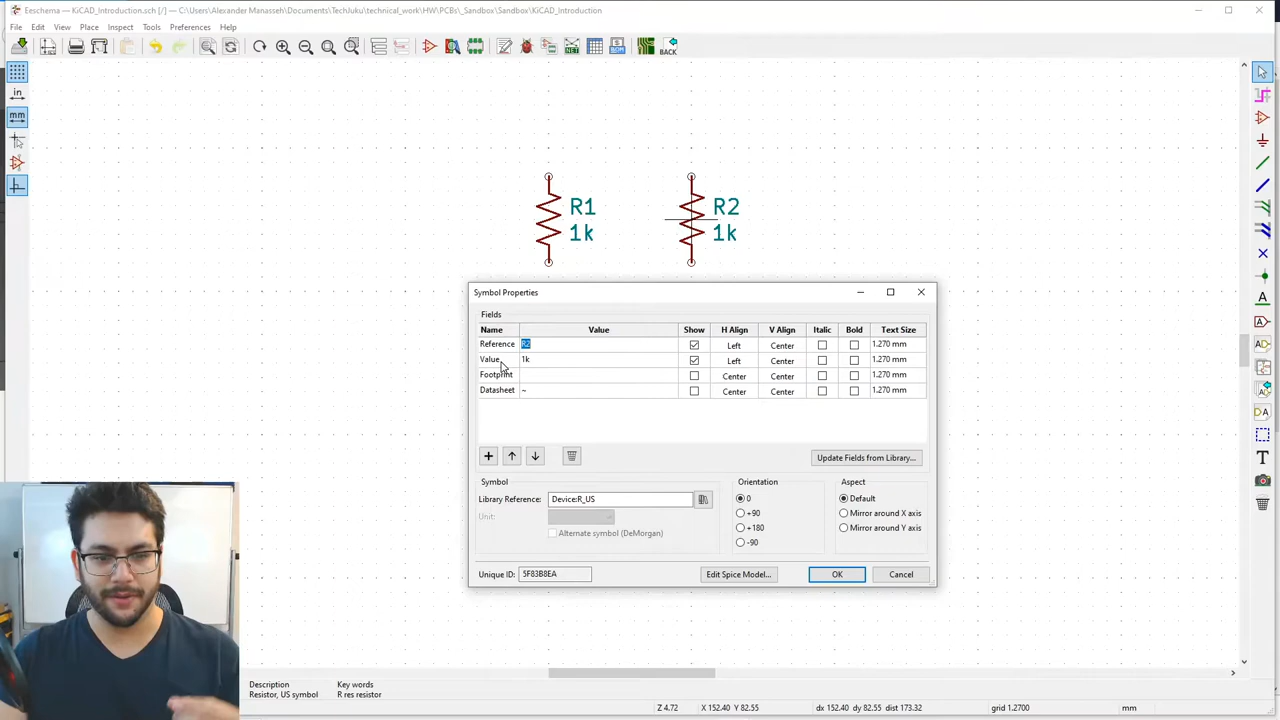 Eeschema — KiCAD_Introduction.sch [/] — C:\Users\Alexander Manasseh\Documents\TechJuku\technical_work\HW\PCBs\_Sandbox\Sandbox\KiCAD_Introduction
File Edit View Place Inspect Tools Preferences Help
BOM
BACK
in
mm
R1
1k
R2
1k
Symbol Properties
Fields
Name Value Show H Align V Align Italic Bold Text Size
Reference R2 Left Center 1.270 mm
Value 1k Left Center 1.270 mm
Footprint Center Center 1.270 mm
Datasheet ~ Center Center 1.270 mm
Update Fields from Library...
Symbol
Library Reference: Device:R_US
Unit:
Alternate symbol (DeMorgan)
Orientation
0
+90
+180
-90
Aspect
Default
Mirror around X axis
Mirror around Y axis
Unique ID: 5F83B8EA
Edit Spice Model...
OK
Cancel
Description Key words
Resistor, US symbol R res resistor
Z 4.72 X 152.40 Y 82.55 dx 152.40 dy 82.55 dist 173.32 grid 1.2700 mm